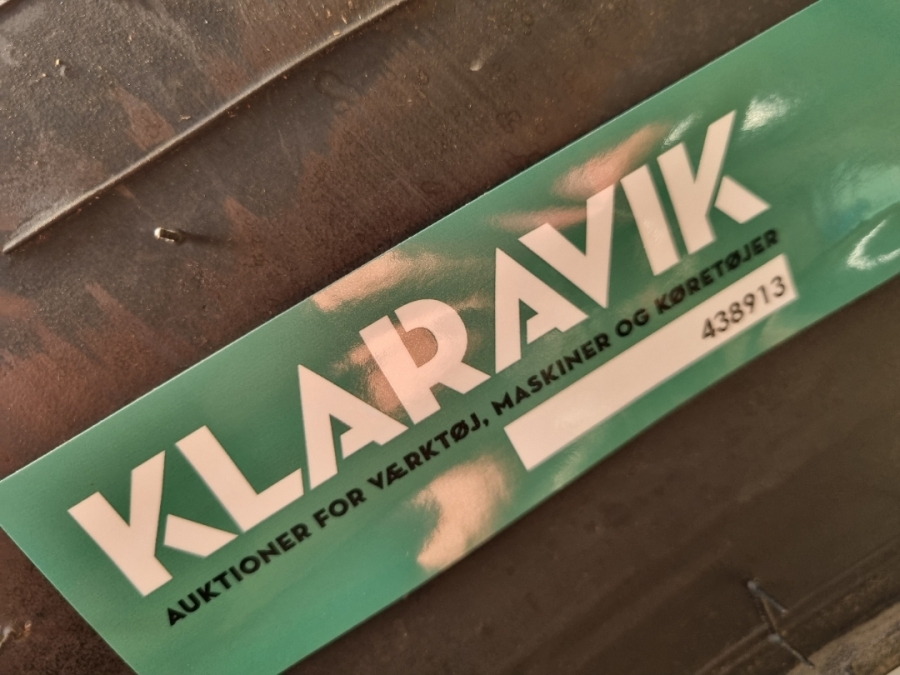 KLARAVIK
AUKTIONER FOR VÆRKTØJ, MASKINER OG KØRETØJER
438913